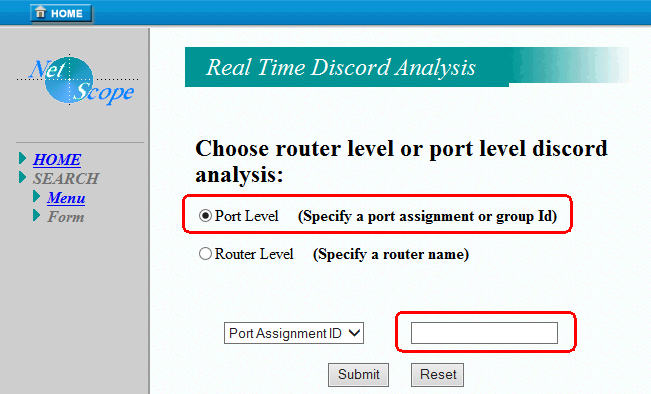 HOME
Net
Scope
Real Time Discord Analysis
HOME
SEARCH
Menu
Form
Choose router level or port level discord
analysis:
Port Level (Specify a port assignment or group Id)
Router Level (Specify a router name)
Port Assignment ID
Submit Reset